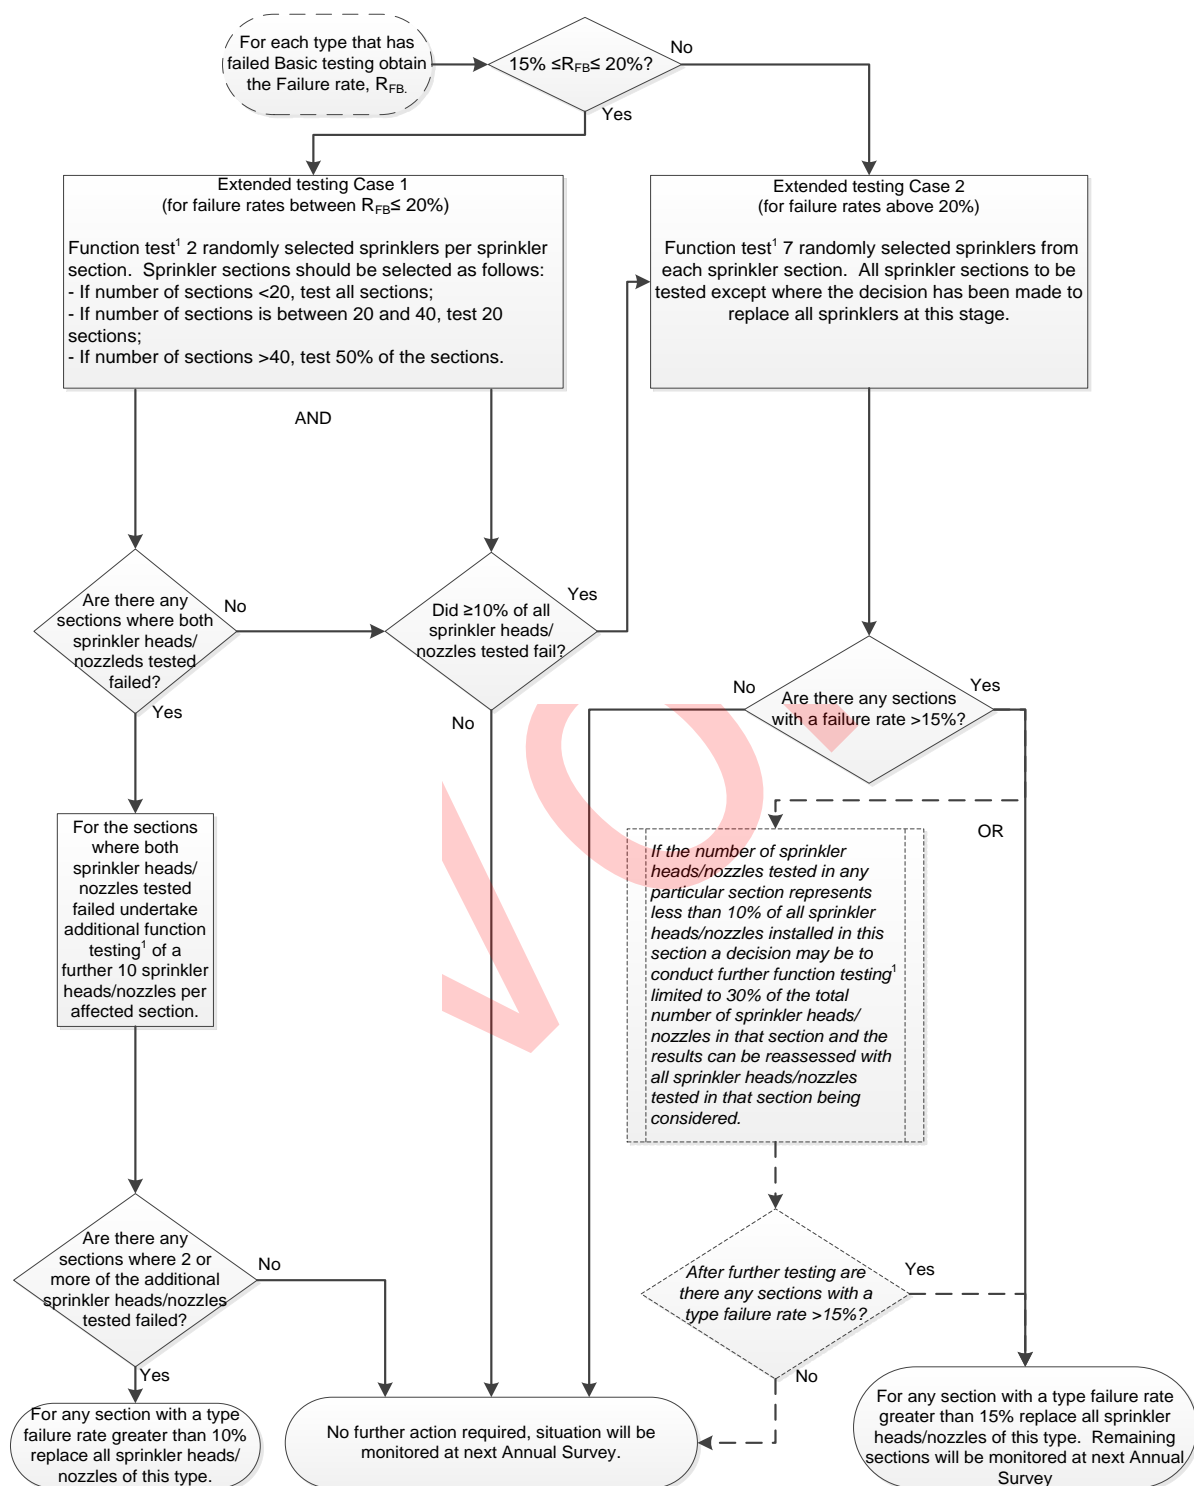 For each type that has
failed Basic testing obtain
the Failure rate, RFB.
15% ≤RFB≤ 20%?
No
Yes
Extended testing Case 1
(for failure rates between RFB≤ 20%)
Function test1 2 randomly selected sprinklers per sprinkler
section.  Sprinkler sections should be selected as follows:
- If number of sections <20, test all sections;
- If number of sections is between 20 and 40, test 20
sections;
- If number of sections >40, test 50% of the sections.
Extended testing Case 2
(for failure rates above 20%)
Function test1 7 randomly selected sprinklers from
each sprinkler section.  All sprinkler sections to be
tested except where the decision has been made to
replace all sprinklers at this stage.
AND
Are there any
sections where both
sprinkler heads/
nozzleds tested
failed?
No
Yes
Did ≥10% of all
sprinkler heads/
nozzles tested fail?
Yes
No
Are there any sections
with a failure rate >15%?
No
Yes
OR
For the sections
where both
sprinkler heads/
nozzles tested
failed undertake
additional function
testing1 of a
further 10 sprinkler
heads/nozzles per
affected section.
If the number of sprinkler
heads/nozzles tested in any
particular section represents
less than 10% of all sprinkler
heads/nozzles installed in this
section a decision may be to
conduct further function testing1
limited to 30% of the total
number of sprinkler heads/
nozzles in that section and the
results can be reassessed with
all sprinkler heads/nozzles
tested in that section being
considered.
Are there any
sections where 2 or
more of the additional
sprinkler heads/nozzles
tested failed?
No
Yes
After further testing are
there any sections with a
type failure rate >15%?
Yes
No
For any section with a type
failure rate greater than 10%
replace all sprinkler heads/
nozzles of this type.
No further action required, situation will be
monitored at next Annual Survey.
For any section with a type failure rate
greater than 15% replace all sprinkler
heads/nozzles of this type.  Remaining
sections will be monitored at next Annual
Survey